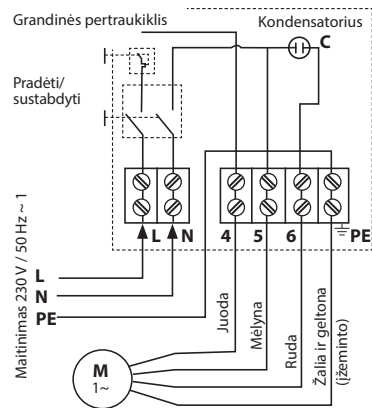 Grandinės pertraukiklis
Kondensatorius
C
Pradėti/
sustabdyti
L N 4 5 6 PE
Maitinimas 230 V / 50 Hz ~ 1
L
N
PE
Juoda
Mėlyna
Ruda
Žalia ir geltona
(įžeminto)
M
1~